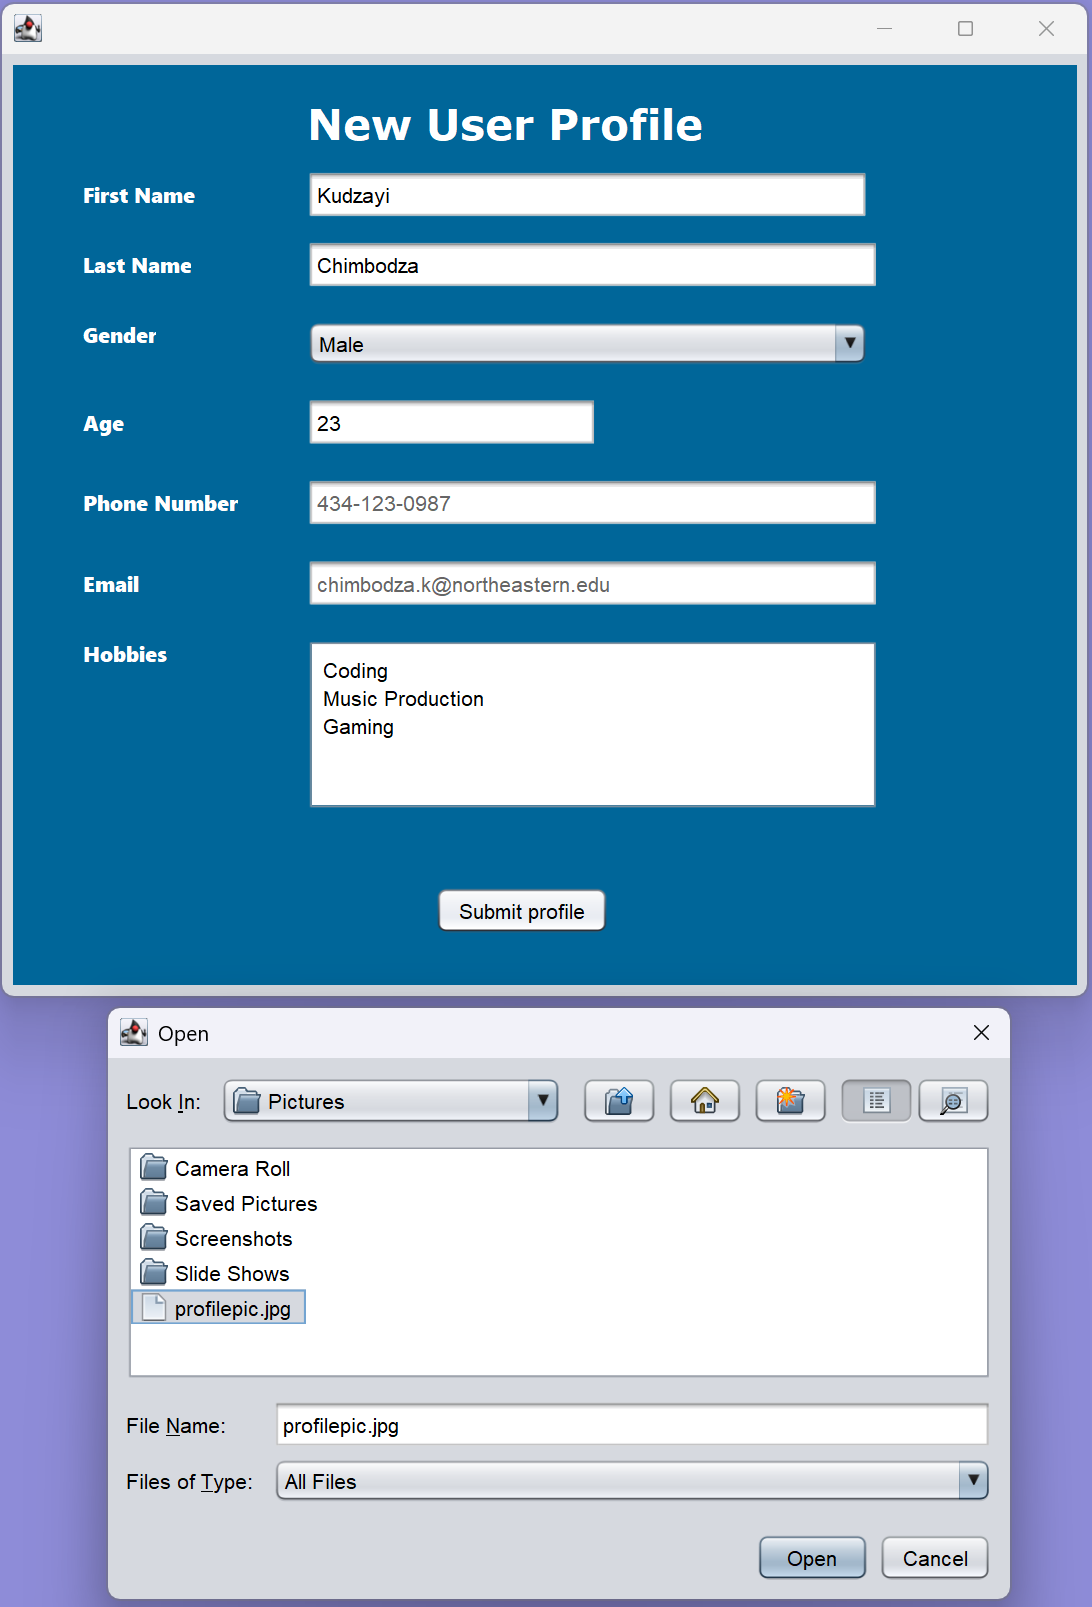 New User Profile
First Name
Kudzayi
Last Name
Chimbodza
Gender
Male
Age
23
Phone Number
434-123-0987
Email
chimbodza.k@northeastern.edu
Hobbies
Coding
Music Production
Gaming
Submit profile
Open
Look In:
Pictures
Camera Roll
Saved Pictures
Screenshots
Slide Shows
profilepic.jpg
File Name:
profilepic.jpg
Files of Type:
All Files
Open
Cancel